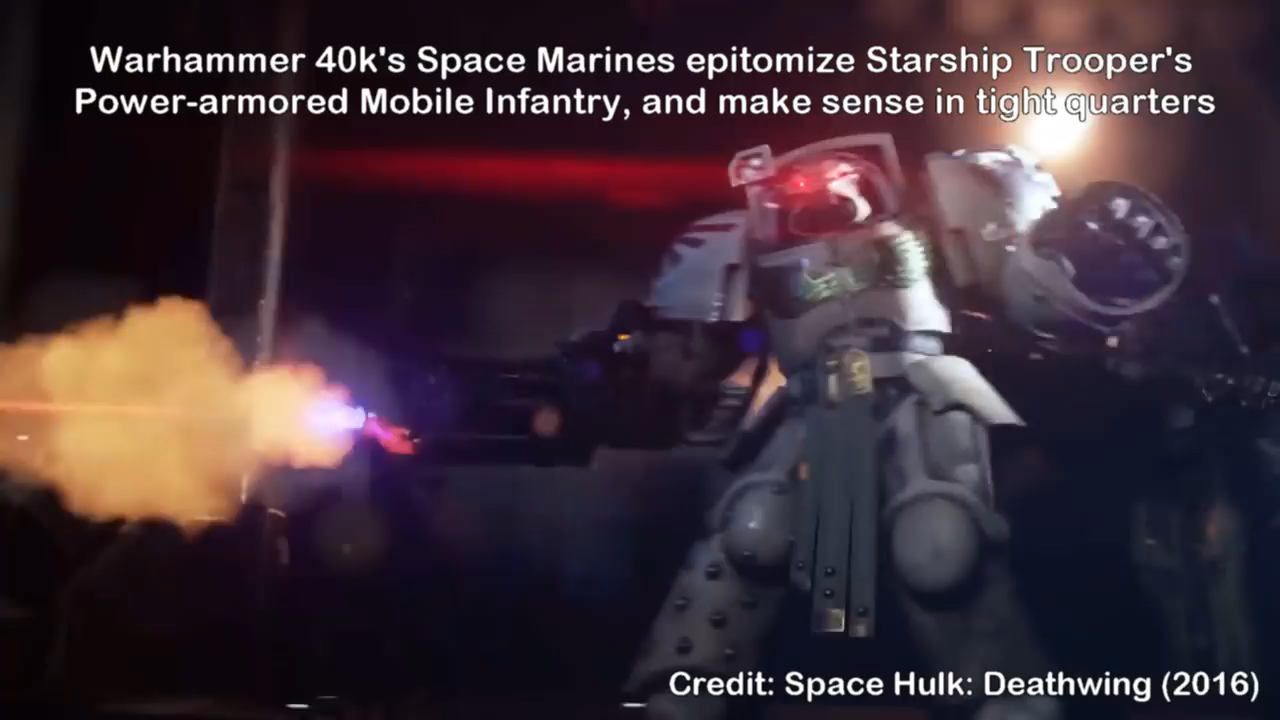 Warhammer 40k's Space Marines epitomize Starship Trooper's
Power-armored Mobile Infantry, and make sense in tight quarters
Credit: Space Hulk: Deathwing (2016)